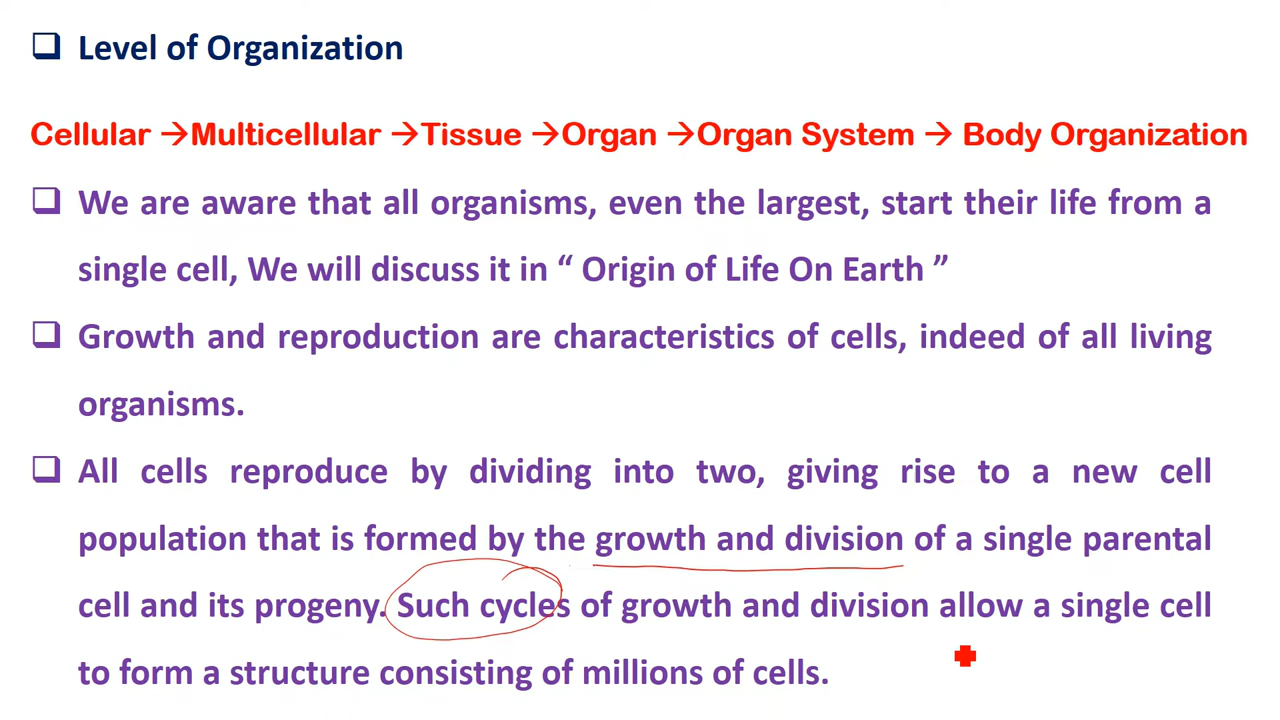 ❑ Level of Organization
Cellular →Multicellular →Tissue →Organ →Organ System → Body Organization
❑ We are aware that all organisms, even the largest, start their life from a
single cell, We will discuss it in “ Origin of Life On Earth ”
❑ Growth and reproduction are characteristics of cells, indeed of all living
organisms.
❑ All cells reproduce by dividing into two, giving rise to a new cell
population that is formed by the growth and division of a single parental
cell and its progeny. Such cycles of growth and division allow a single cell
to form a structure consisting of millions of cells.